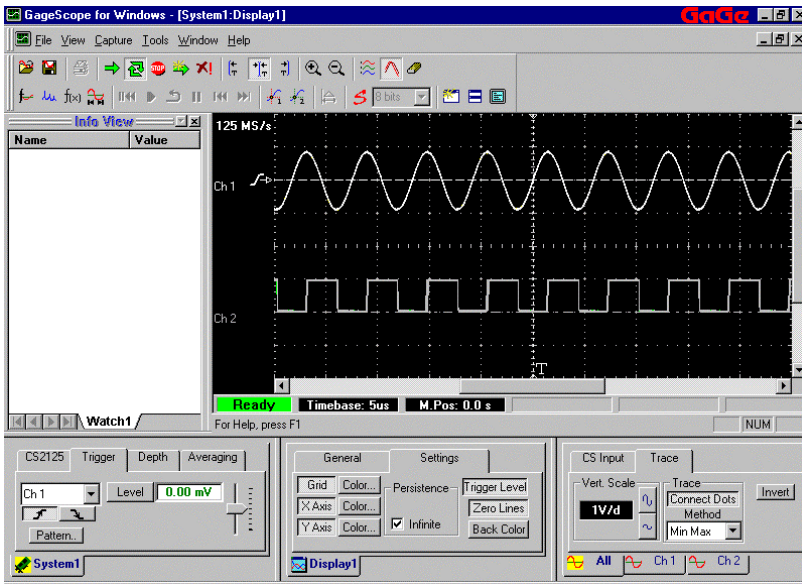 GageScope for Windows - [System1:Display1]
GaGe
File View Capture Tools Window Help
f(x)
1 2
S 8 bits
Info View
Name Value
125 MS/s
Ch 1
Ch 2
T
Ready Timebase: 5us M.Pos: 0.0 s
Watch1
For Help, press F1
NUM
CS2125 Trigger Depth Averaging
Ch 1 Level 0.00 mV
Pattern..
System1
General Settings
Grid Color...
X Axis Color...
Y Axis Color...
Persistence
Infinite
Trigger Level
Zero Lines
Back Color
Display1
CS Input Trace
Vert. Scale
1V/d
Trace
Connect Dots
Method
Min Max
Invert
All Ch 1 Ch 2